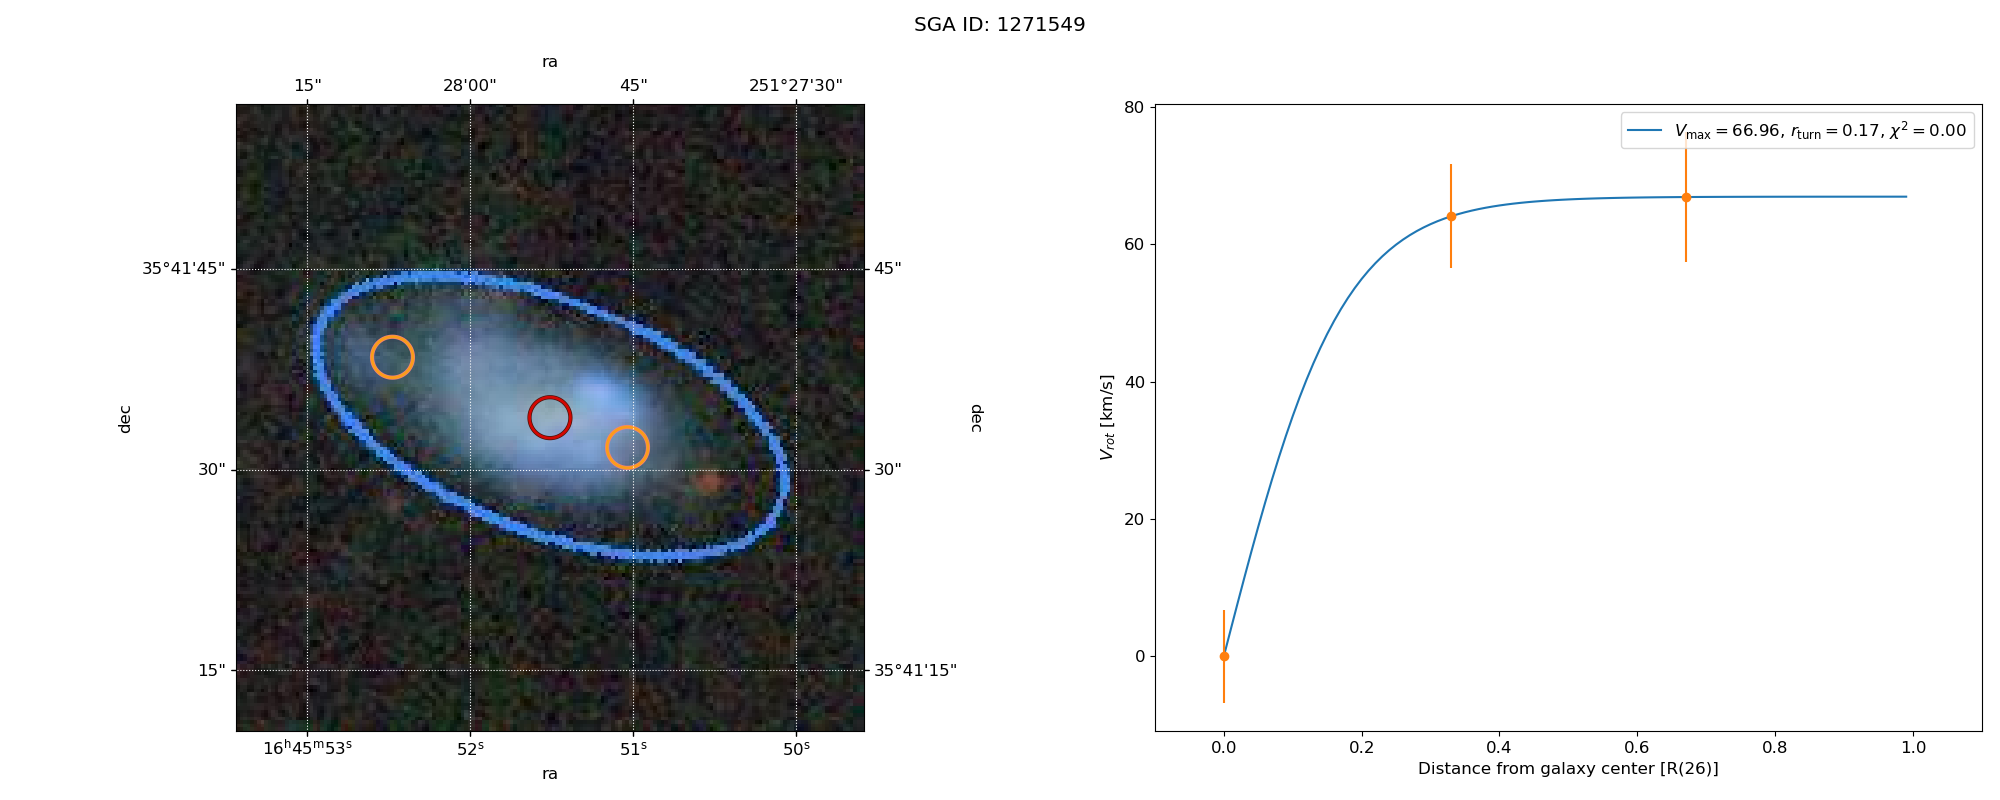 SGA ID: 1271549
ra
15" 28'00" 45" 251°27'30"
35°41'45" 45"
dec dec
30" 30"
15" 35°41'15"
16ʰ45ᵐ53ˢ 52ˢ 51ˢ 50ˢ
ra
80
60
40
20
0
V_rot [km/s]
V_max = 66.96, r_turn = 0.17, χ² = 0.00
0.0 0.2 0.4 0.6 0.8 1.0
Distance from galaxy center [R(26)]